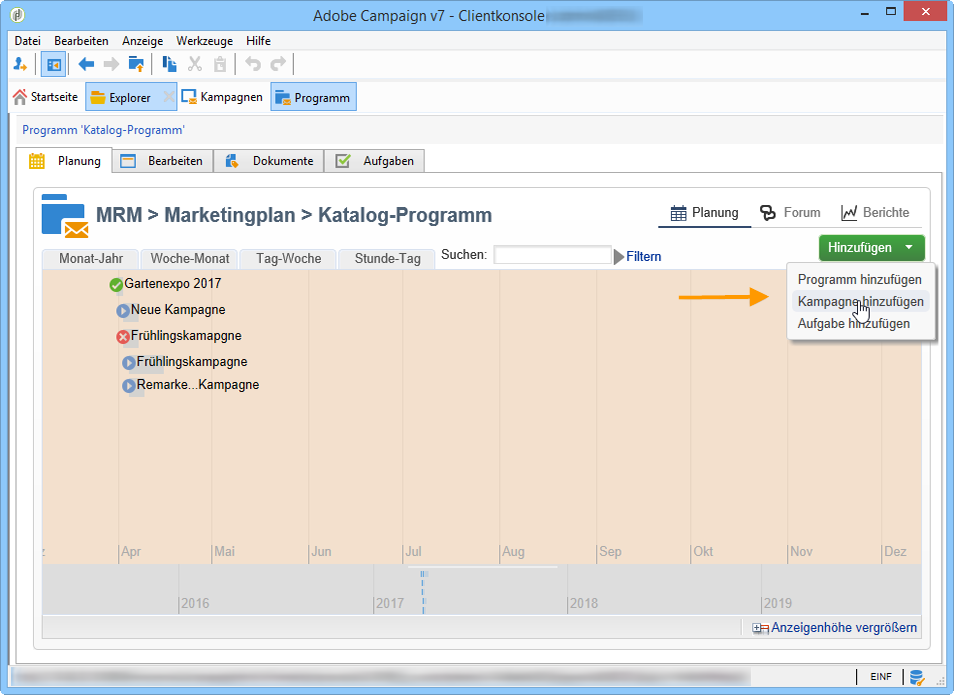 Adobe Campaign v7 - Clientkonsole
Datei Bearbeiten Anzeige Werkzeuge Hilfe
Startseite Explorer Kampagnen Programm
Programm 'Katalog-Programm'
Planung Bearbeiten Dokumente Aufgaben
MRM > Marketingplan > Katalog-Programm
Planung Forum Berichte
Hinzufügen
Monat-Jahr Woche-Monat Tag-Woche Stunde-Tag Suchen: Filtern
Programm hinzufügen
Kampagne hinzufügen
Aufgabe hinzufügen
Gartenexpo 2017
Neue Kampagne
Frühlingskamapgne
Frühlingskampagne
Remarke...Kampagne
z Apr Mai Jun Jul Aug Sep Okt Nov Dez
2016 2017 2018 2019
Anzeigenhöhe vergrößern
EINF